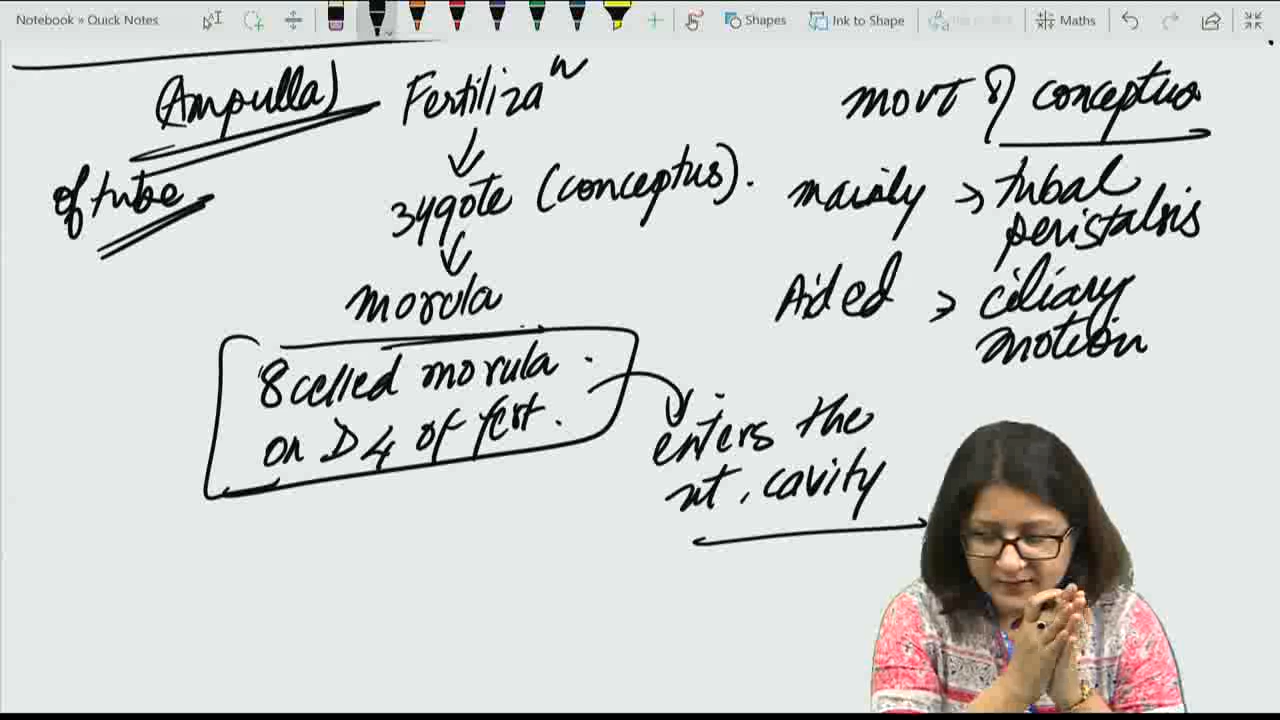 Notebook » Quick Notes
Shapes
Ink to Shape
Maths
(Ampulla)
of tube
Fertilizaⁿ
zygote (conceptus).
morula
8 celled morula.
on D4 of fert.
enters the
ut. cavity
movt of conceptus
mainly → tubal
peristalsis
Aided → ciliary
motion